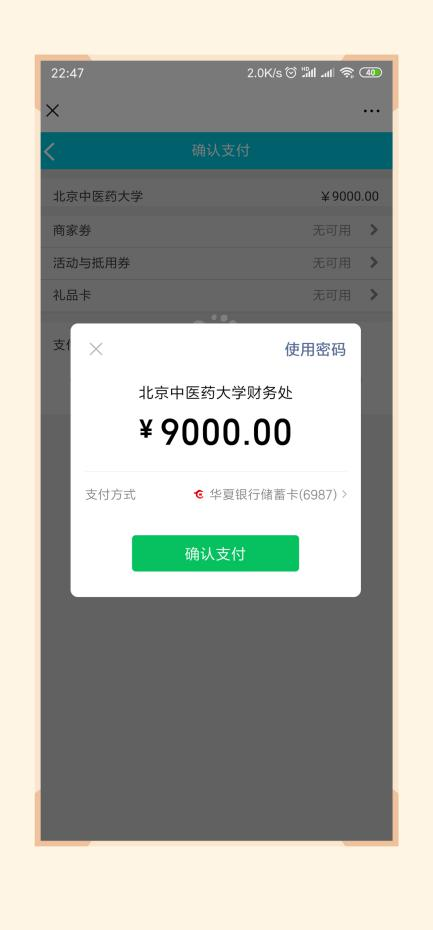 22:47 2.0K/s HD 40
确认支付
北京中医药大学 ¥9000.00
商家券 无可用
活动与抵用券 无可用
礼品卡 无可用
支付
使用密码
北京中医药大学财务处
¥9000.00
支付方式 华夏银行储蓄卡(6987)
确认支付